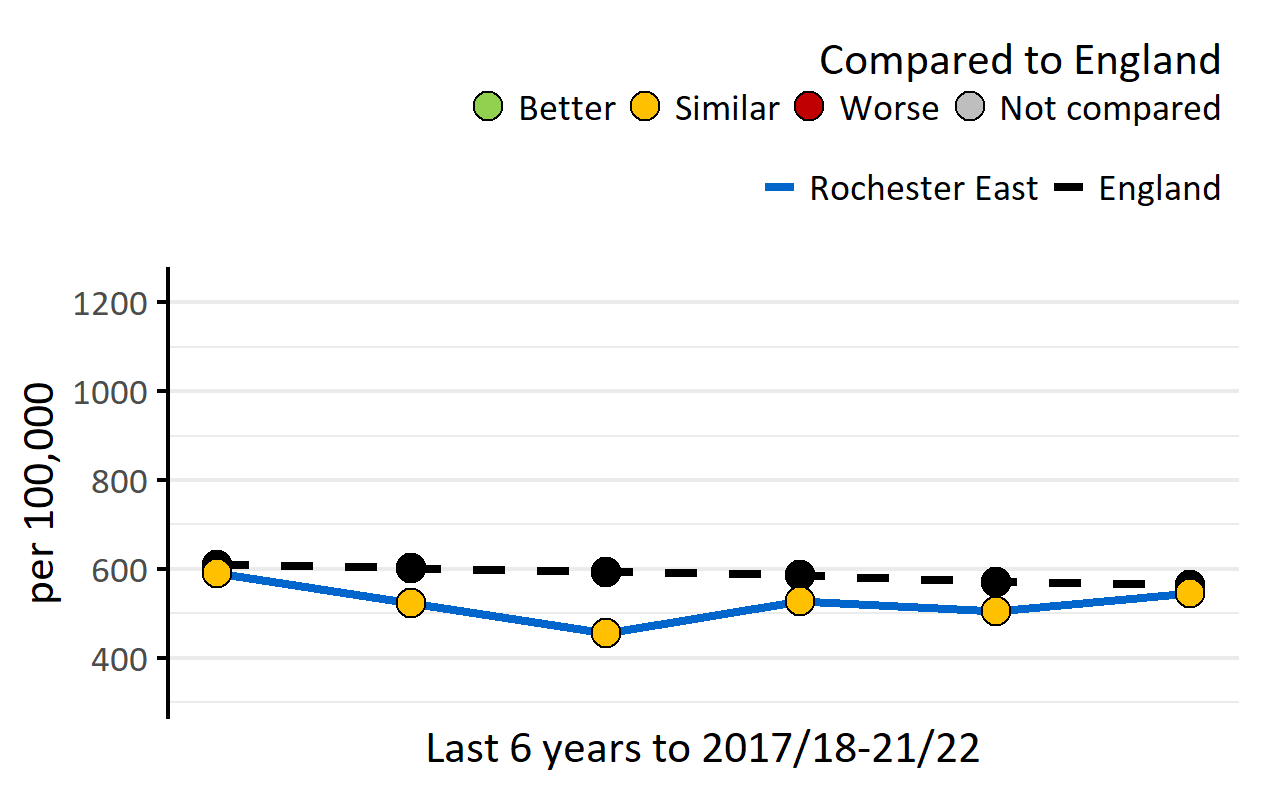 Compared to England
Better Similar Worse Not compared
Rochester East England
1200
1000
800
600
400
per 100,000
Last 6 years to 2017/18-21/22